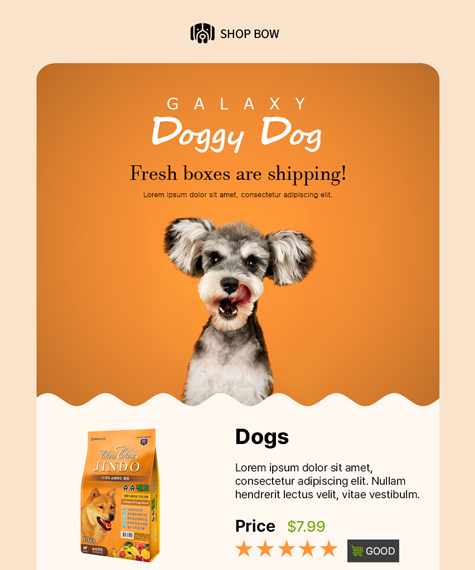 SHOP BOW
GALAXY
Doggy Dog
Fresh boxes are shipping!
Lorem ipsum dolor sit amet, consectetur adipiscing elit.
JINDO
Dogs
Lorem ipsum dolor sit amet,
consectetur adipiscing elit. Nullam
hendrerit lectus velit, vitae vestibulm.
Price $7.99
GOOD